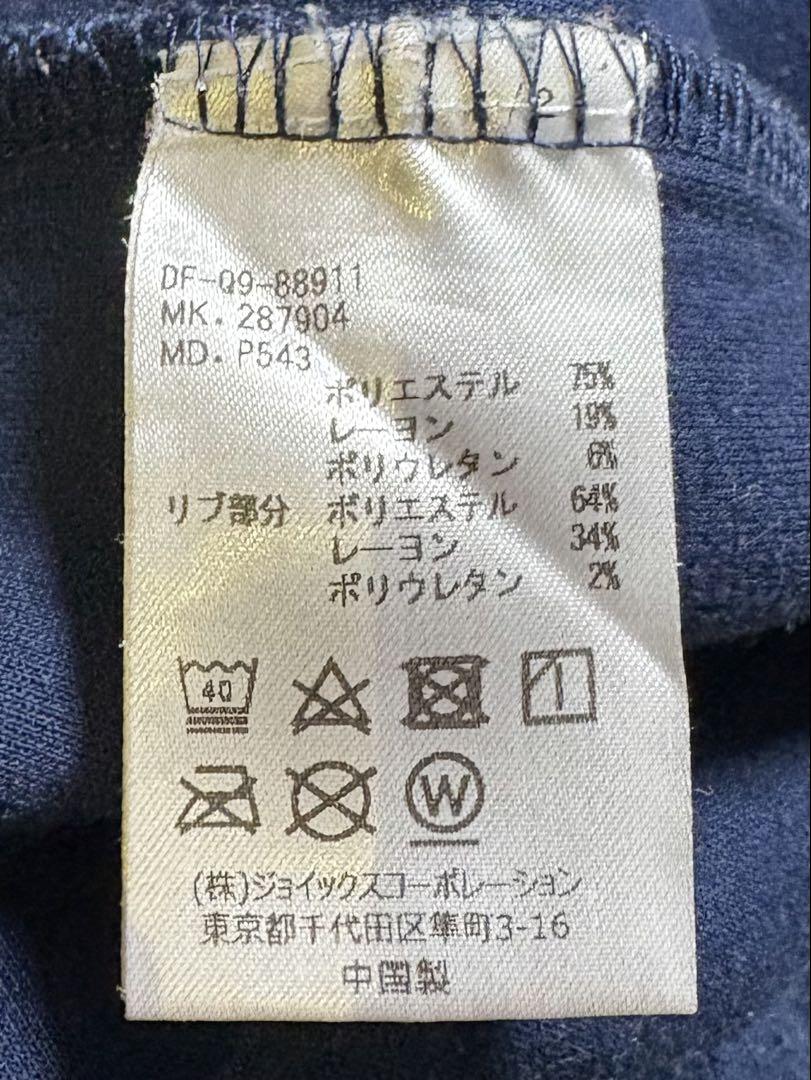 DF-Q9-88911
MK. 287904
MD. P543
ポリエステル 75%
レーヨン 19%
ポリウレタン 6%
リブ部分 ポリエステル 64%
レーヨン 34%
ポリウレタン 2%
40
W
(株)ジョイックスコーポレーション
東京都千代田区隼町3-16
中国製